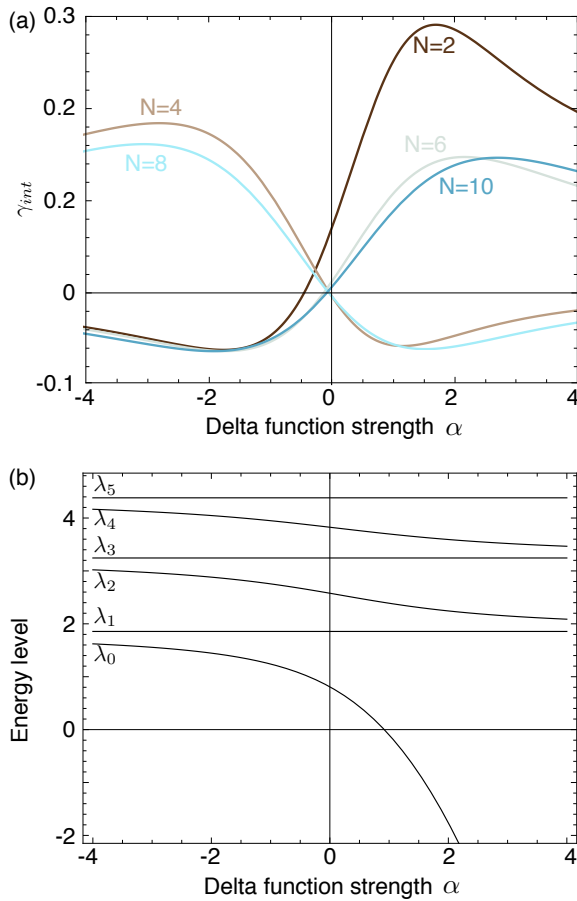 (a)
0.3
0.2
0.2
0
-0.1
γint
N=2
N=4
N=8
N=6
N=10
-4 -2 0 2 4
Delta function strength α
(b)
4
2
0
-2
Energy level
λ5
λ4
λ3
λ2
λ1
λ0
-4 -2 0 2 4
Delta function strength α